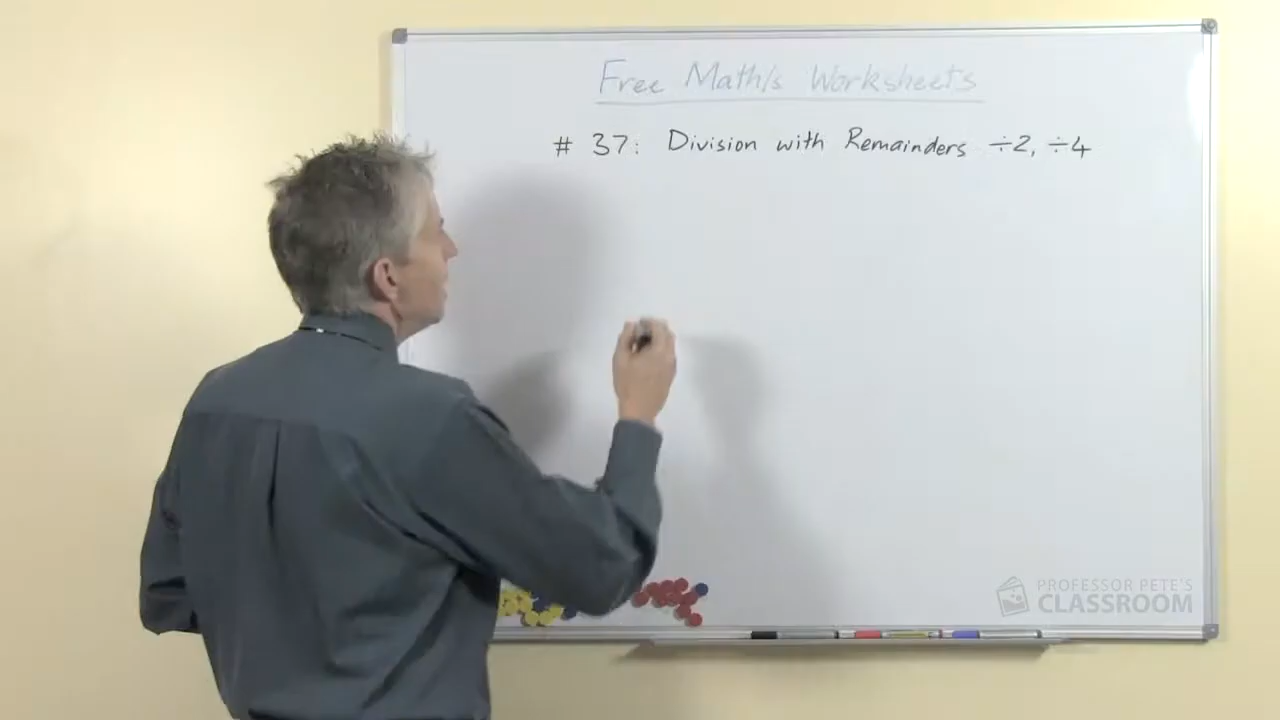 Free Math/s Worksheets
# 37: Division with Remainders ÷2, ÷4
PROFESSOR PETE'S
CLASSROOM